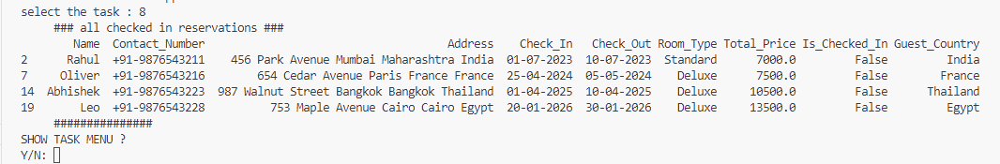 select the task : 8
### all checked in reservations ###
Name Contact_Number Address Check_In Check_Out Room_Type Total_Price Is_Checked_In Guest_Country
2 Rahul +91-9876543211 456 Park Avenue Mumbai Maharashtra India 01-07-2023 10-07-2023 Standard 7000.0 False India
7 Oliver +91-9876543216 654 Cedar Avenue Paris France France 25-04-2024 05-05-2024 Deluxe 7500.0 False France
14 Abhishek +91-9876543223 987 Walnut Street Bangkok Bangkok Thailand 01-04-2025 10-04-2025 Deluxe 10500.0 False Thailand
19 Leo +91-9876543228 753 Maple Avenue Cairo Cairo Egypt 20-01-2026 30-01-2026 Deluxe 13500.0 False Egypt
###############
SHOW TASK MENU ?
Y/N: